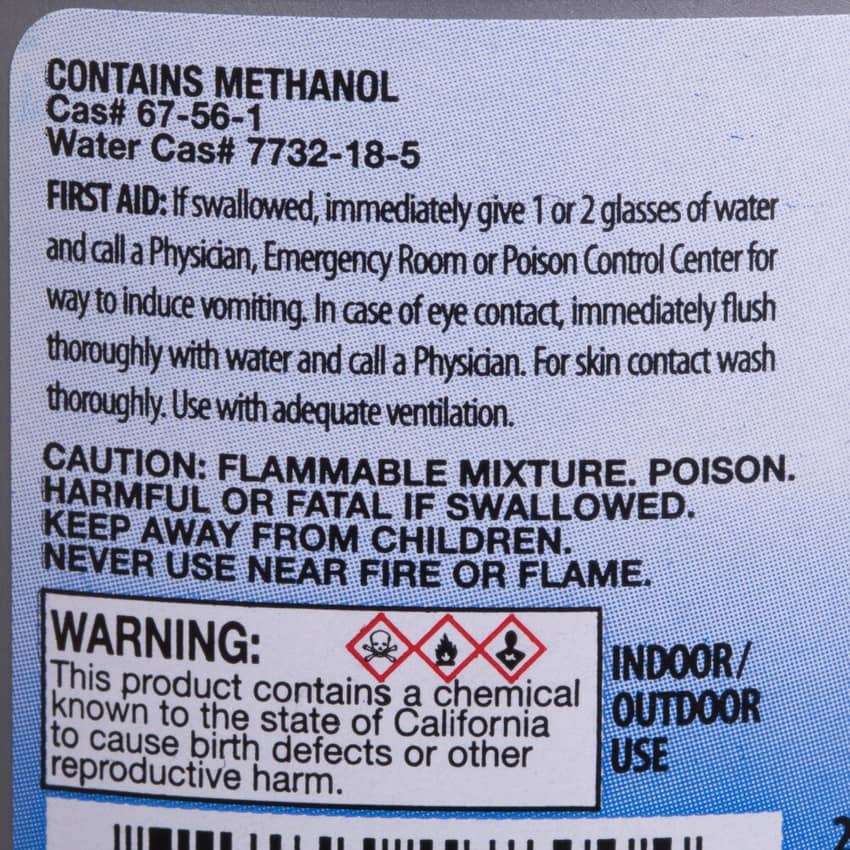 CONTAINS METHANOL
Cas# 67-56-1
Water Cas# 7732-18-5
FIRST AID: If swallowed, immediately give 1 or 2 glasses of water
and call a Physician, Emergency Room or Poison Control Center for
way to induce vomiting. In case of eye contact, immediately flush
thoroughly with water and call a Physician. For skin contact wash
thoroughly. Use with adequate ventilation.
CAUTION: FLAMMABLE MIXTURE. POISON.
HARMFUL OR FATAL IF SWALLOWED.
KEEP AWAY FROM CHILDREN.
NEVER USE NEAR FIRE OR FLAME.
WARNING:
This product contains a chemical
known to the state of California
to cause birth defects or other
reproductive harm.
INDOOR/
OUTDOOR
USE